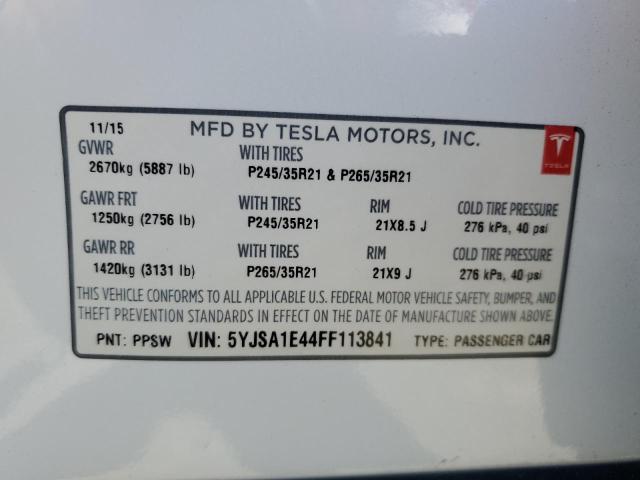 11/15 MFD BY TESLA MOTORS, INC.
GVWR WITH TIRES
2670kg (5887 lb) P245/35R21 & P265/35R21
TESLA
GAWR FRT WITH TIRES RIM COLD TIRE PRESSURE
1250kg (2756 lb) P245/35R21 21X8.5 J 276 kPa, 40 psi
GAWR RR WITH TIRES RIM COLD TIRE PRESSURE
1420kg (3131 lb) P265/35R21 21X9 J 276 kPa, 40 psi
THIS VEHICLE CONFORMS TO ALL APPLICABLE U.S. FEDERAL MOTOR VEHICLE SAFETY, BUMPER, AND
THEFT PREVENTION STANDARDS IN EFFECT ON THE DATE OF MANUFACTURE SHOWN ABOVE.
PNT: PPSW VIN: 5YJSA1E44FF113841 TYPE: PASSENGER CAR